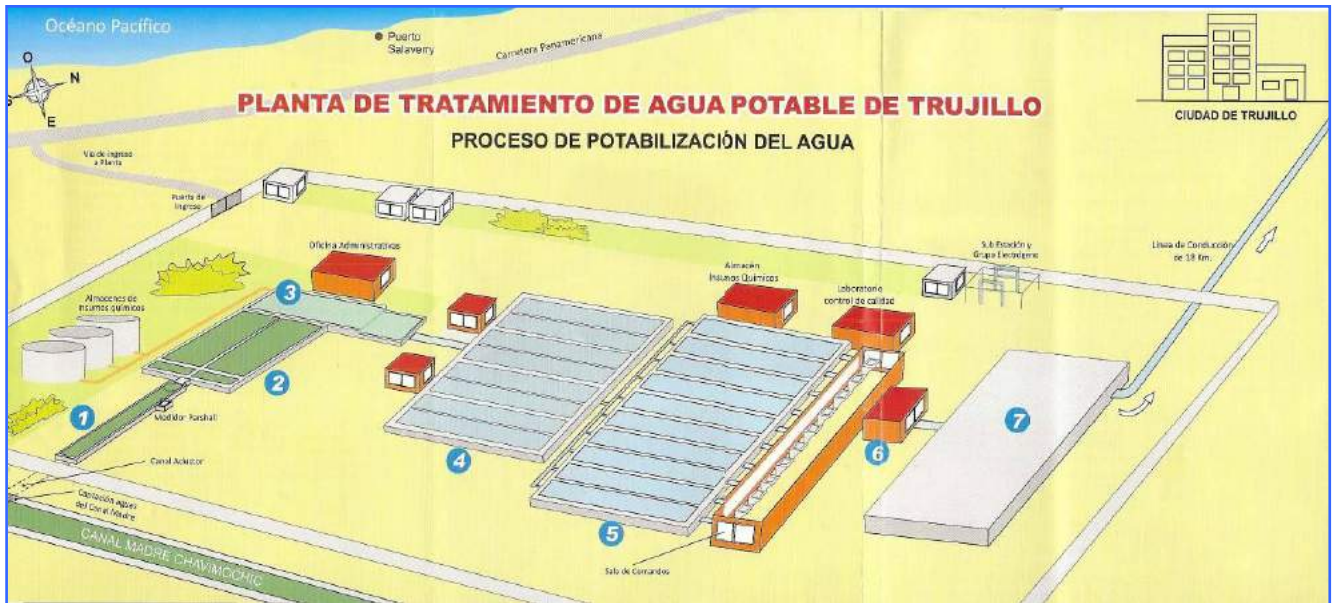 Océano Pacífico
Puerto
Salaverry
Carretera Panamericana
O
N
S
E
PLANTA DE TRATAMIENTO DE AGUA POTABLE DE TRUJILLO
PROCESO DE POTABILIZACIÓN DEL AGUA
CIUDAD DE TRUJILLO
Vía de ingreso
a Planta
Puerta de
Ingreso
Oficina Administrativas
Almacén
Insumos Químicos
Laboratorio
control de calidad
Sub Estación y
Grupo Electrógeno
Línea de Conducción
de 18 Km.
Almacenes de
insumos químicos
3
1
2
Medidor Parshall
4
5
6
7
Canal Aductor
Captación aguas
del Canal Madre
CANAL MADRE CHAVIMOCHIC
Sala de Comandos